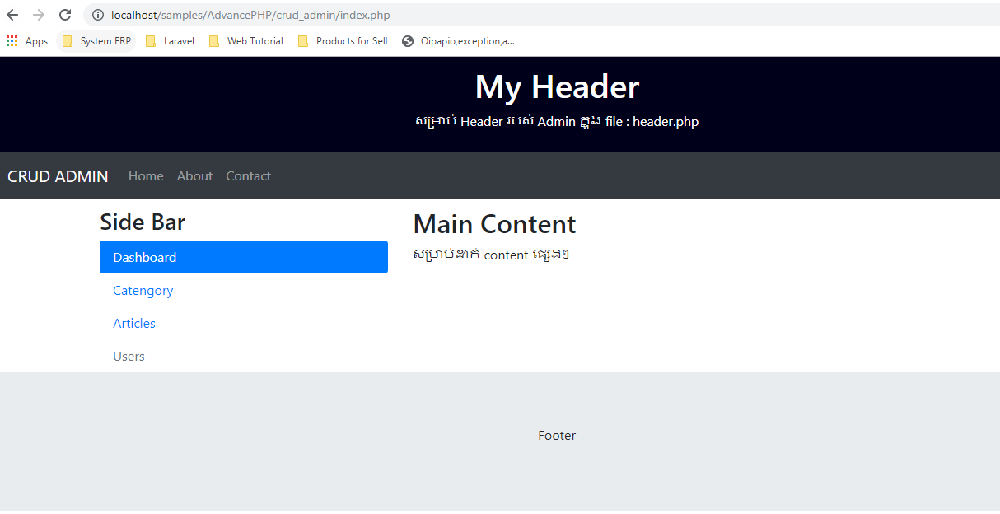 localhost/samples/AdvancePHP/crud_admin/index.php
Apps System ERP Laravel Web Tutorial Products for Sell Oipapio,exception,a...
My Header
សម្រាប់ Header របស់ Admin ក្នុង file : header.php
CRUD ADMIN Home About Contact
Side Bar
Dashboard
Catengory
Articles
Users
Main Content
សម្រាប់ដាក់ content ផ្សេងៗ
Footer